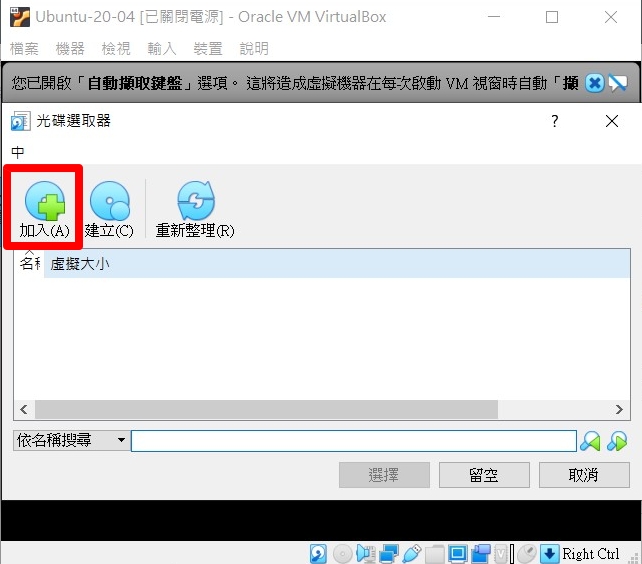 Ubuntu-20-04 [已關閉電源] - Oracle VM VirtualBox
檔案 機器 檢視 輸入 裝置 說明
您已開啟「自動擷取鍵盤」選項。 這將造成虛擬機器在每次啟動 VM 視窗時自動「擷
光碟選取器
中
加入(A) 建立(C) 重新整理(R)
名稱 虛擬大小
依名稱搜尋
選擇 留空 取消
Right Ctrl